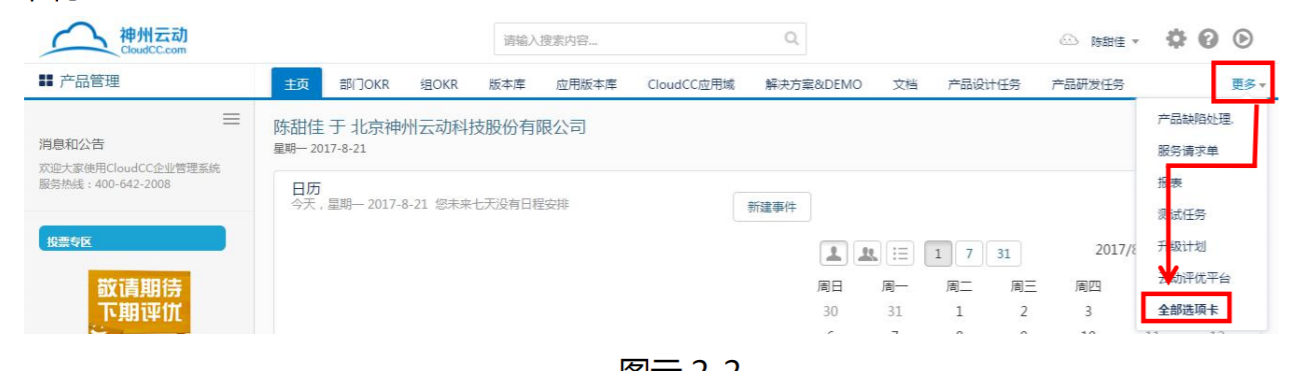 神州云动
CloudCC.com
请输入搜索内容...
陈甜佳
产品管理
主页 部门OKR 组OKR 版本库 应用版本库 CloudCC应用域 解决方案&DEMO 文档 产品设计任务 产品研发任务 更多
消息和公告
欢迎大家使用CloudCC企业管理系统
服务热线：400-642-2008
投票专区
敬请期待
下期评优
陈甜佳 于 北京神州云动科技股份有限公司
星期一 2017-8-21
日历
今天，星期一 2017-8-21 您未来七天没有日程安排
新建事件
1 7 31
2017/8
周日 周一 周二 周三 周四
30 31 1 2 3
产品缺陷处理.
服务请求单
报表
测试任务
升级计划
云动评优平台
全部选项卡